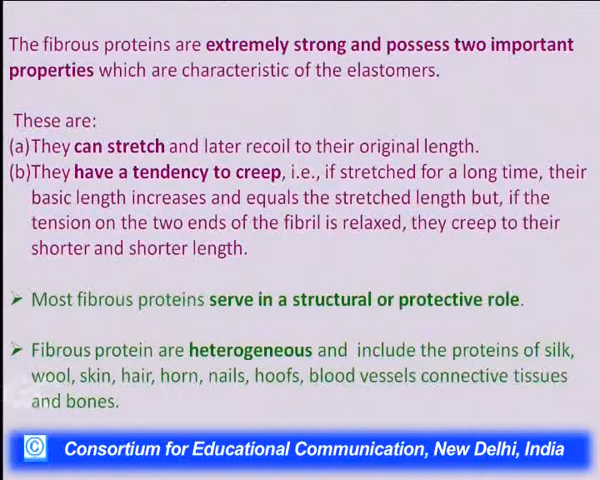 The fibrous proteins are extremely strong and possess two important
properties which are characteristic of the elastomers.
These are:
(a)They can stretch and later recoil to their original length.
(b)They have a tendency to creep, i.e., if stretched for a long time, their
basic length increases and equals the stretched length but, if the
tension on the two ends of the fibril is relaxed, they creep to their
shorter and shorter length.
➢ Most fibrous proteins serve in a structural or protective role.
➢ Fibrous protein are heterogeneous and include the proteins of silk,
wool, skin, hair, horn, nails, hoofs, blood vessels connective tissues
and bones.
© Consortium for Educational Communication, New Delhi, India